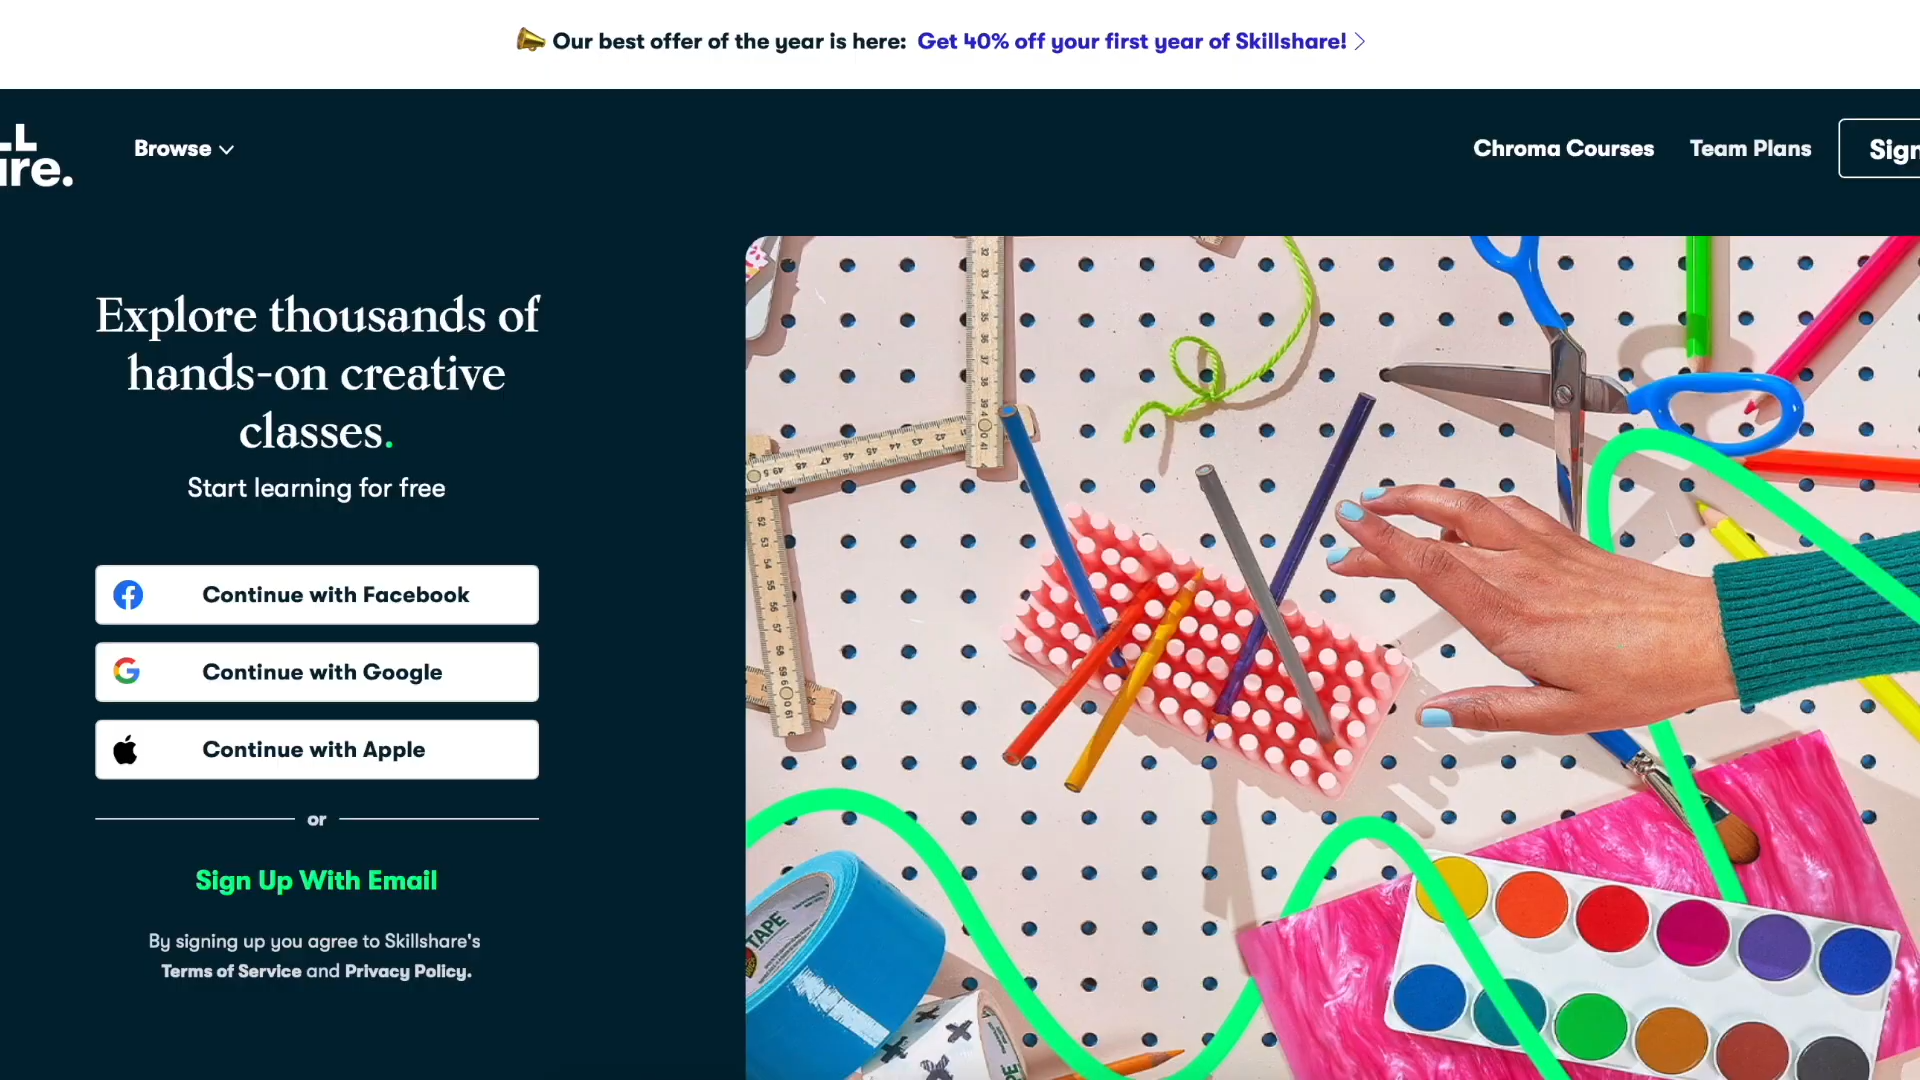 Our best offer of the year is here: Get 40% off your first year of Skillshare!
LL
are.
Browse
Chroma Courses
Team Plans
Sign
Explore thousands of
hands-on creative
classes.
Start learning for free
Continue with Facebook
Continue with Google
Continue with Apple
or
Sign Up With Email
By signing up you agree to Skillshare's
Terms of Service and Privacy Policy.
TAPE